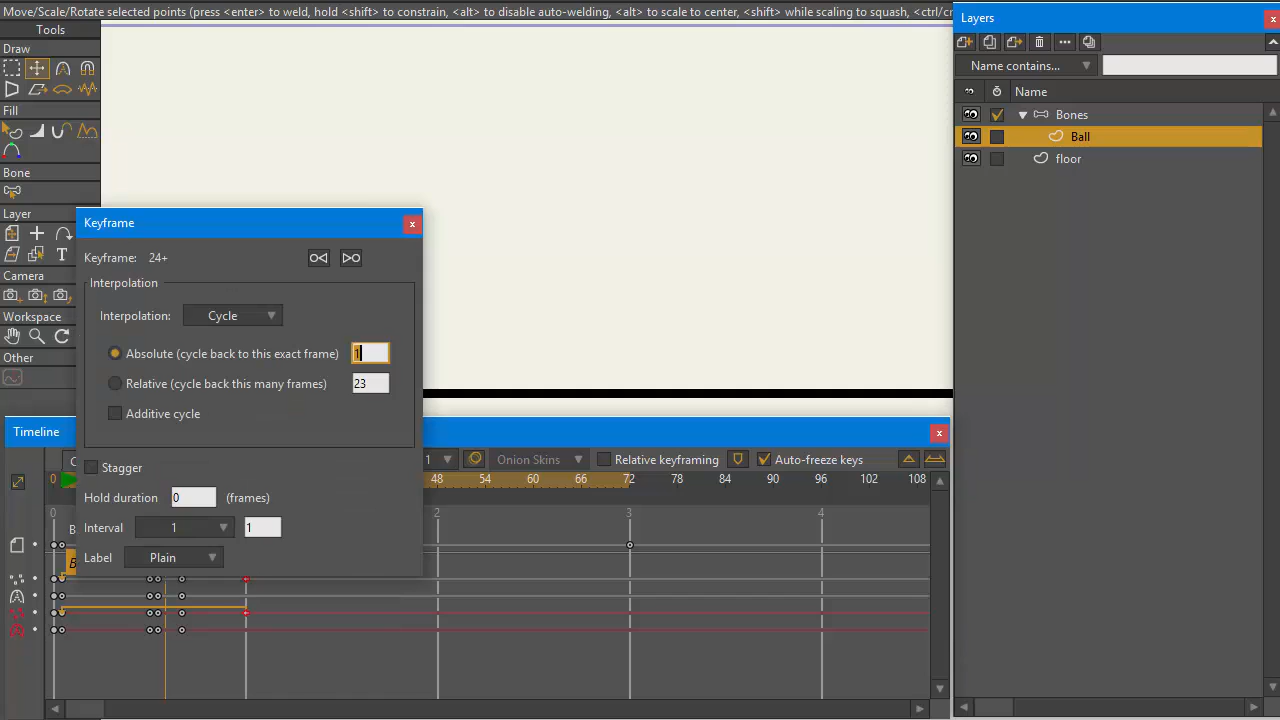 Move/Scale/Rotate selected points (press <enter> to weld, hold <shift> to constrain, <alt> to disable auto-welding, <alt> to scale to center, <shift> while scaling to squash, <ctrl/
Tools
Draw
Fill
Bone
Layer
T
Camera
Workspace
Other
Layers
Name contains...
Name
Bones
Ball
floor
Keyframe
Keyframe: 24+
Interpolation
Interpolation: Cycle
Absolute (cycle back to this exact frame) 1
Relative (cycle back this many frames) 23
Additive cycle
Stagger
Hold duration 0 (frames)
Interval 1 1
Label Plain
Timeline
1 Onion Skins Relative keyframing Auto-freeze keys
0 48 54 60 66 72 78 84 90 96 102 108
0 2 3 4
B
B